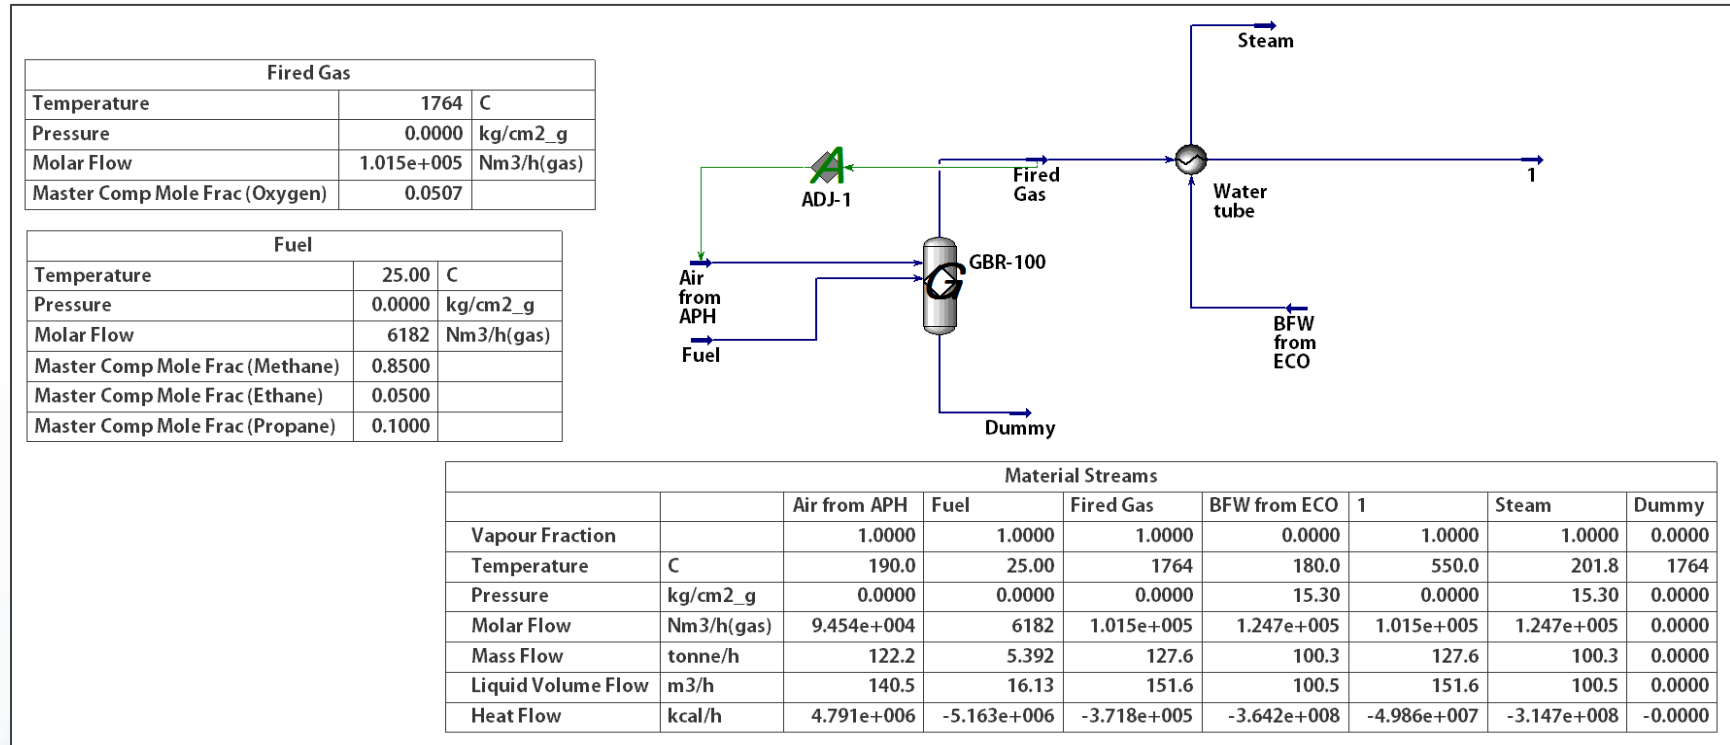 Fired Gas
Temperature 1764 C
Pressure 0.0000 kg/cm2_g
Molar Flow 1.015e+005 Nm3/h(gas)
Master Comp Mole Frac (Oxygen) 0.0507
Fuel
Temperature 25.00 C
Pressure 0.0000 kg/cm2_g
Molar Flow 6182 Nm3/h(gas)
Master Comp Mole Frac (Methane) 0.8500
Master Comp Mole Frac (Ethane) 0.0500
Master Comp Mole Frac (Propane) 0.1000
Steam
A
ADJ-1
Fired
Gas
Water
tube
1
Air
from
APH
G
GBR-100
Fuel
BFW
from
ECO
Dummy
Material Streams
Air from APH Fuel Fired Gas BFW from ECO 1 Steam Dummy
Vapour Fraction 1.0000 1.0000 1.0000 0.0000 1.0000 1.0000 0.0000
Temperature C 190.0 25.00 1764 180.0 550.0 201.8 1764
Pressure kg/cm2_g 0.0000 0.0000 0.0000 15.30 0.0000 15.30 0.0000
Molar Flow Nm3/h(gas) 9.454e+004 6182 1.015e+005 1.247e+005 1.015e+005 1.247e+005 0.0000
Mass Flow tonne/h 122.2 5.392 127.6 100.3 127.6 100.3 0.0000
Liquid Volume Flow m3/h 140.5 16.13 151.6 100.5 151.6 100.5 0.0000
Heat Flow kcal/h 4.791e+006 -5.163e+006 -3.718e+005 -3.642e+008 -4.986e+007 -3.147e+008 -0.0000